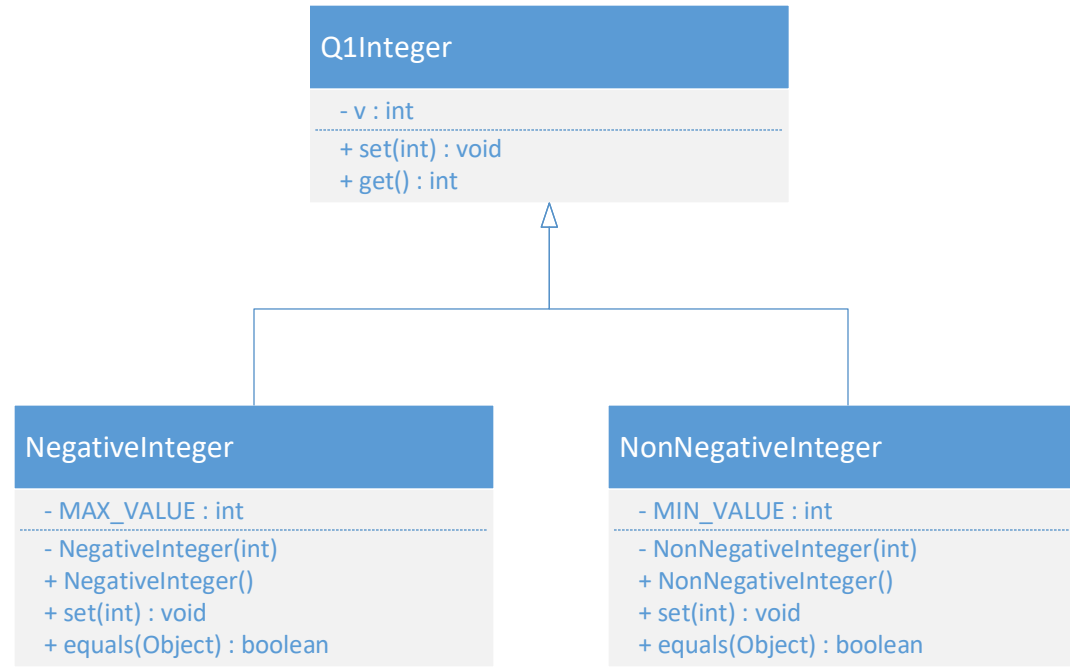 Q1Integer
- v : int
+ set(int) : void
+ get() : int
NegativeInteger
- MAX_VALUE : int
- NegativeInteger(int)
+ NegativeInteger()
+ set(int) : void
+ equals(Object) : boolean
NonNegativeInteger
- MIN_VALUE : int
- NonNegativeInteger(int)
+ NonNegativeInteger()
+ set(int) : void
+ equals(Object) : boolean